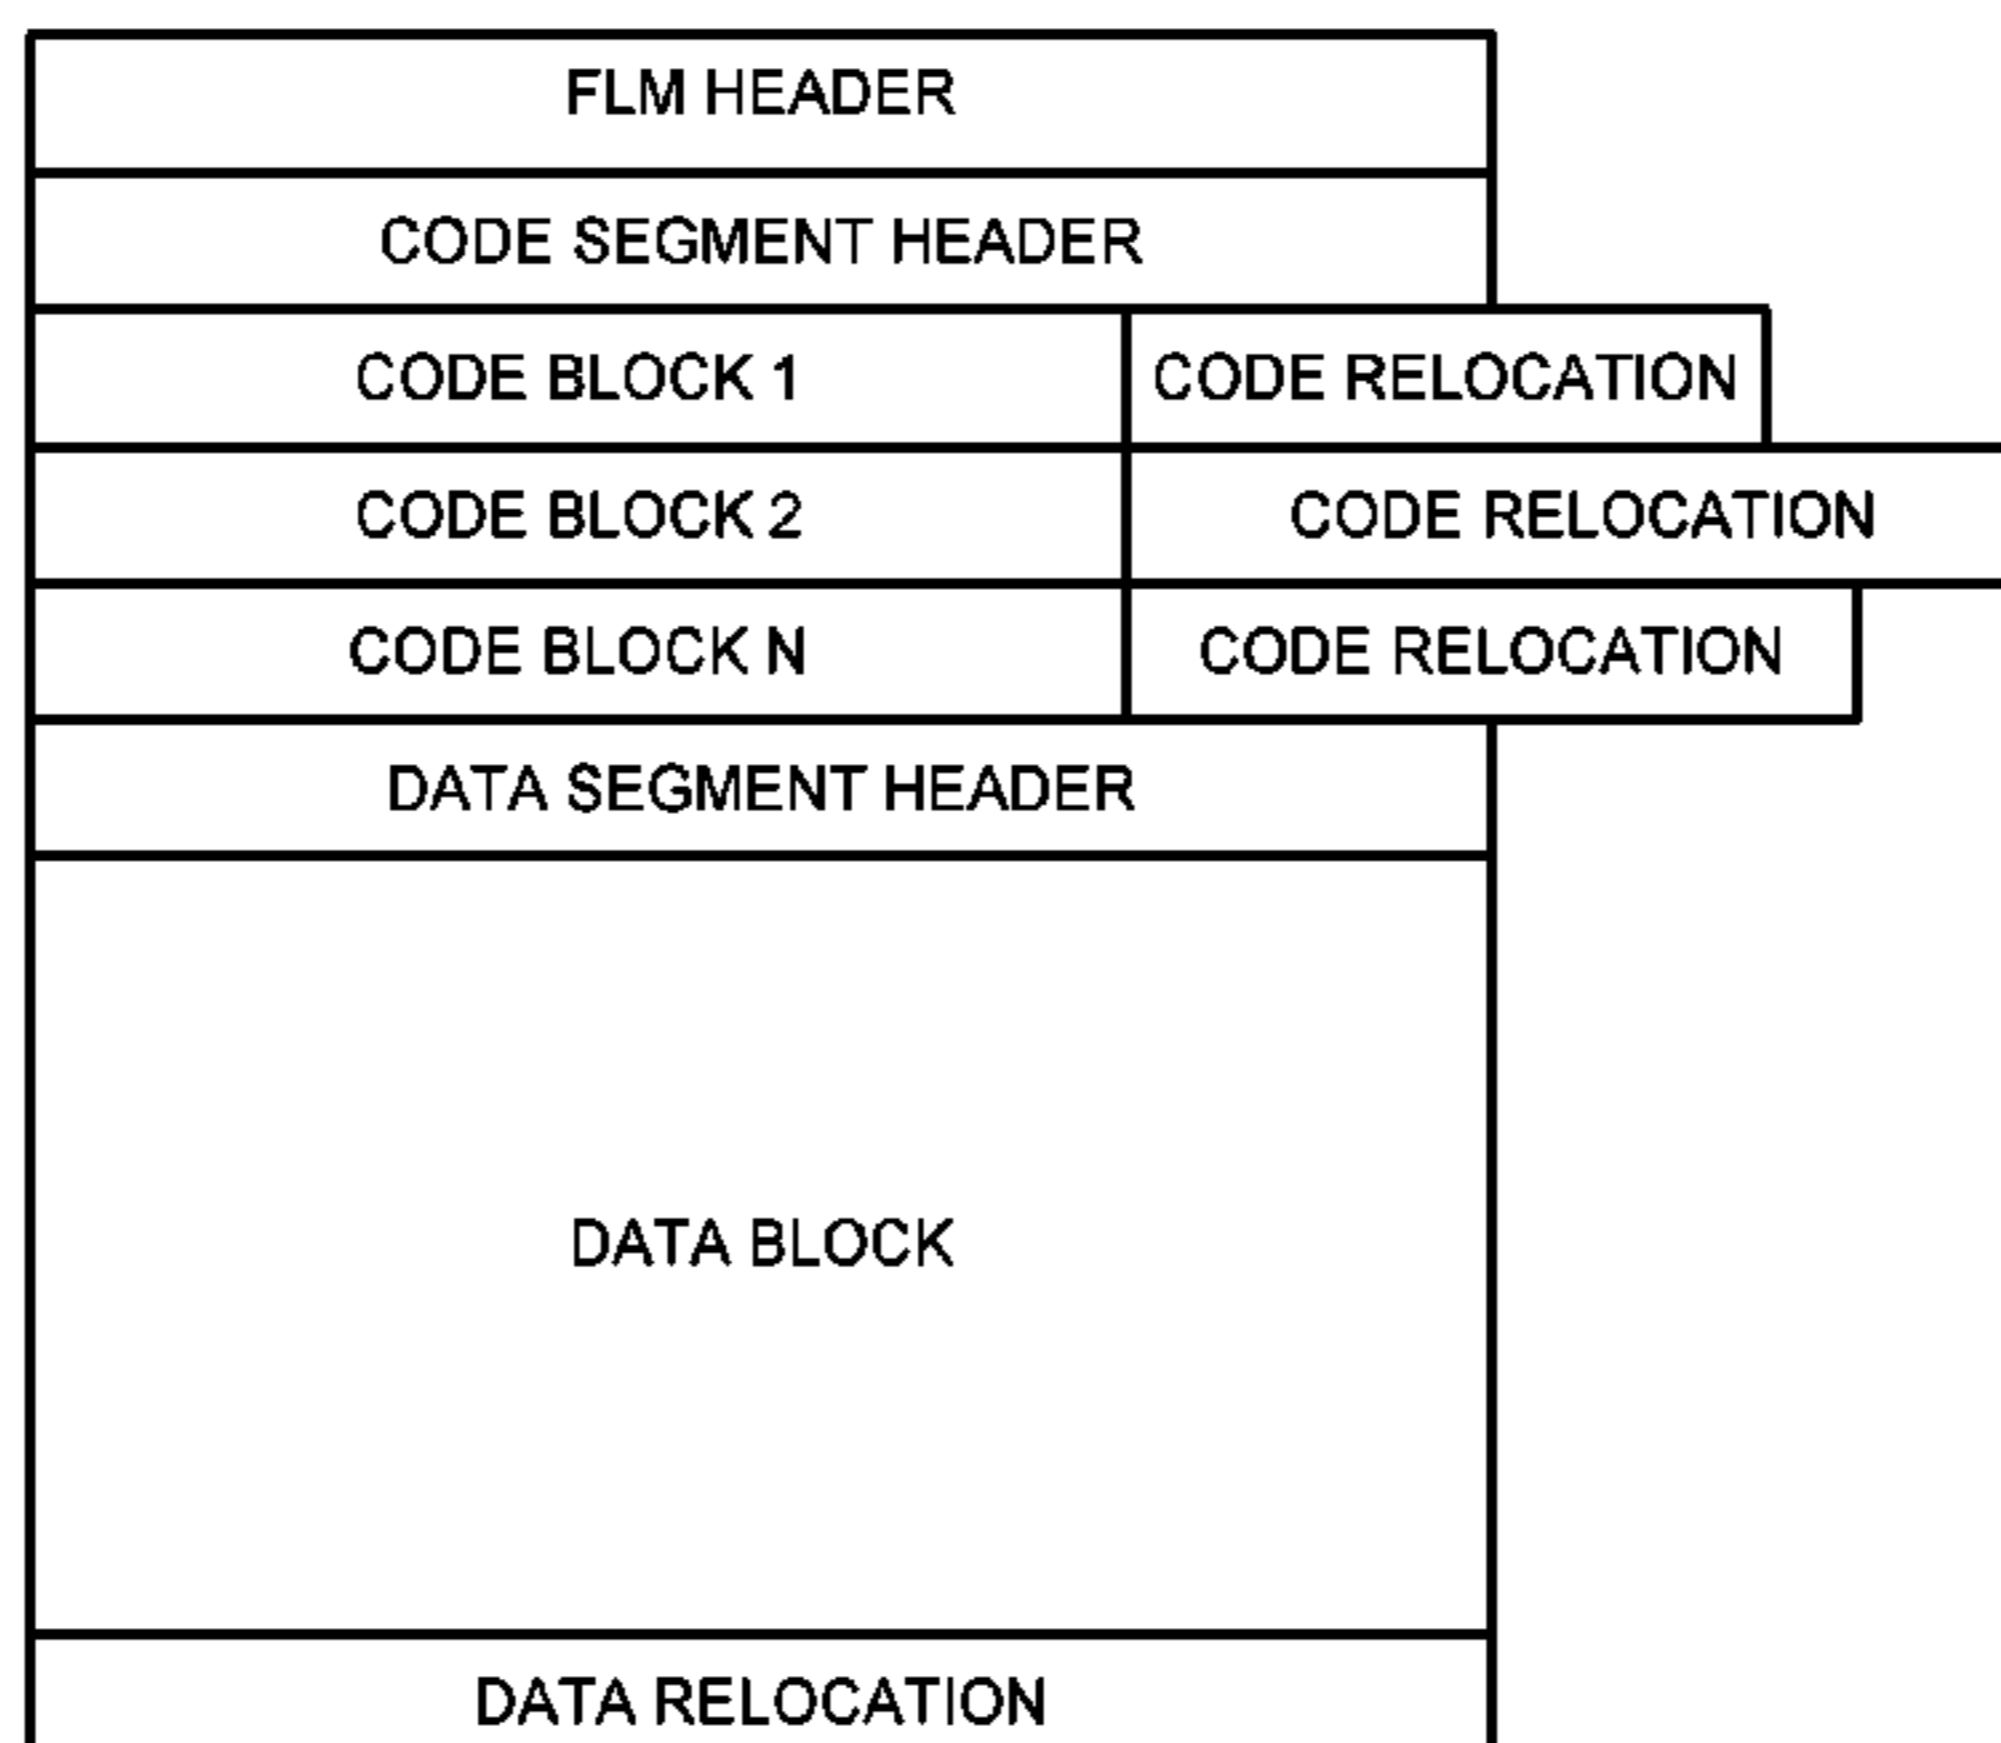 FLM HEADER
CODE SEGMENT HEADER
CODE BLOCK 1 CODE RELOCATION
CODE BLOCK 2 CODE RELOCATION
CODE BLOCK N CODE RELOCATION
DATA SEGMENT HEADER
DATA BLOCK
DATA RELOCATION